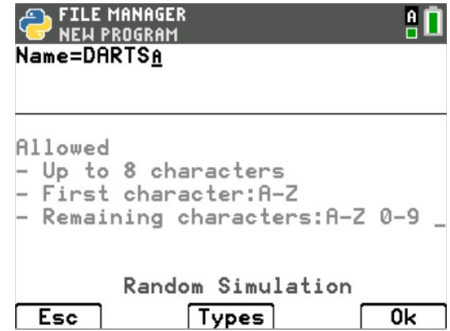 FILE MANAGER
NEW PROGRAM
A
Name=DARTSA
Allowed
- Up to 8 characters
- First character:A-Z
- Remaining characters:A-Z 0-9 _
Random Simulation
Esc Types Ok